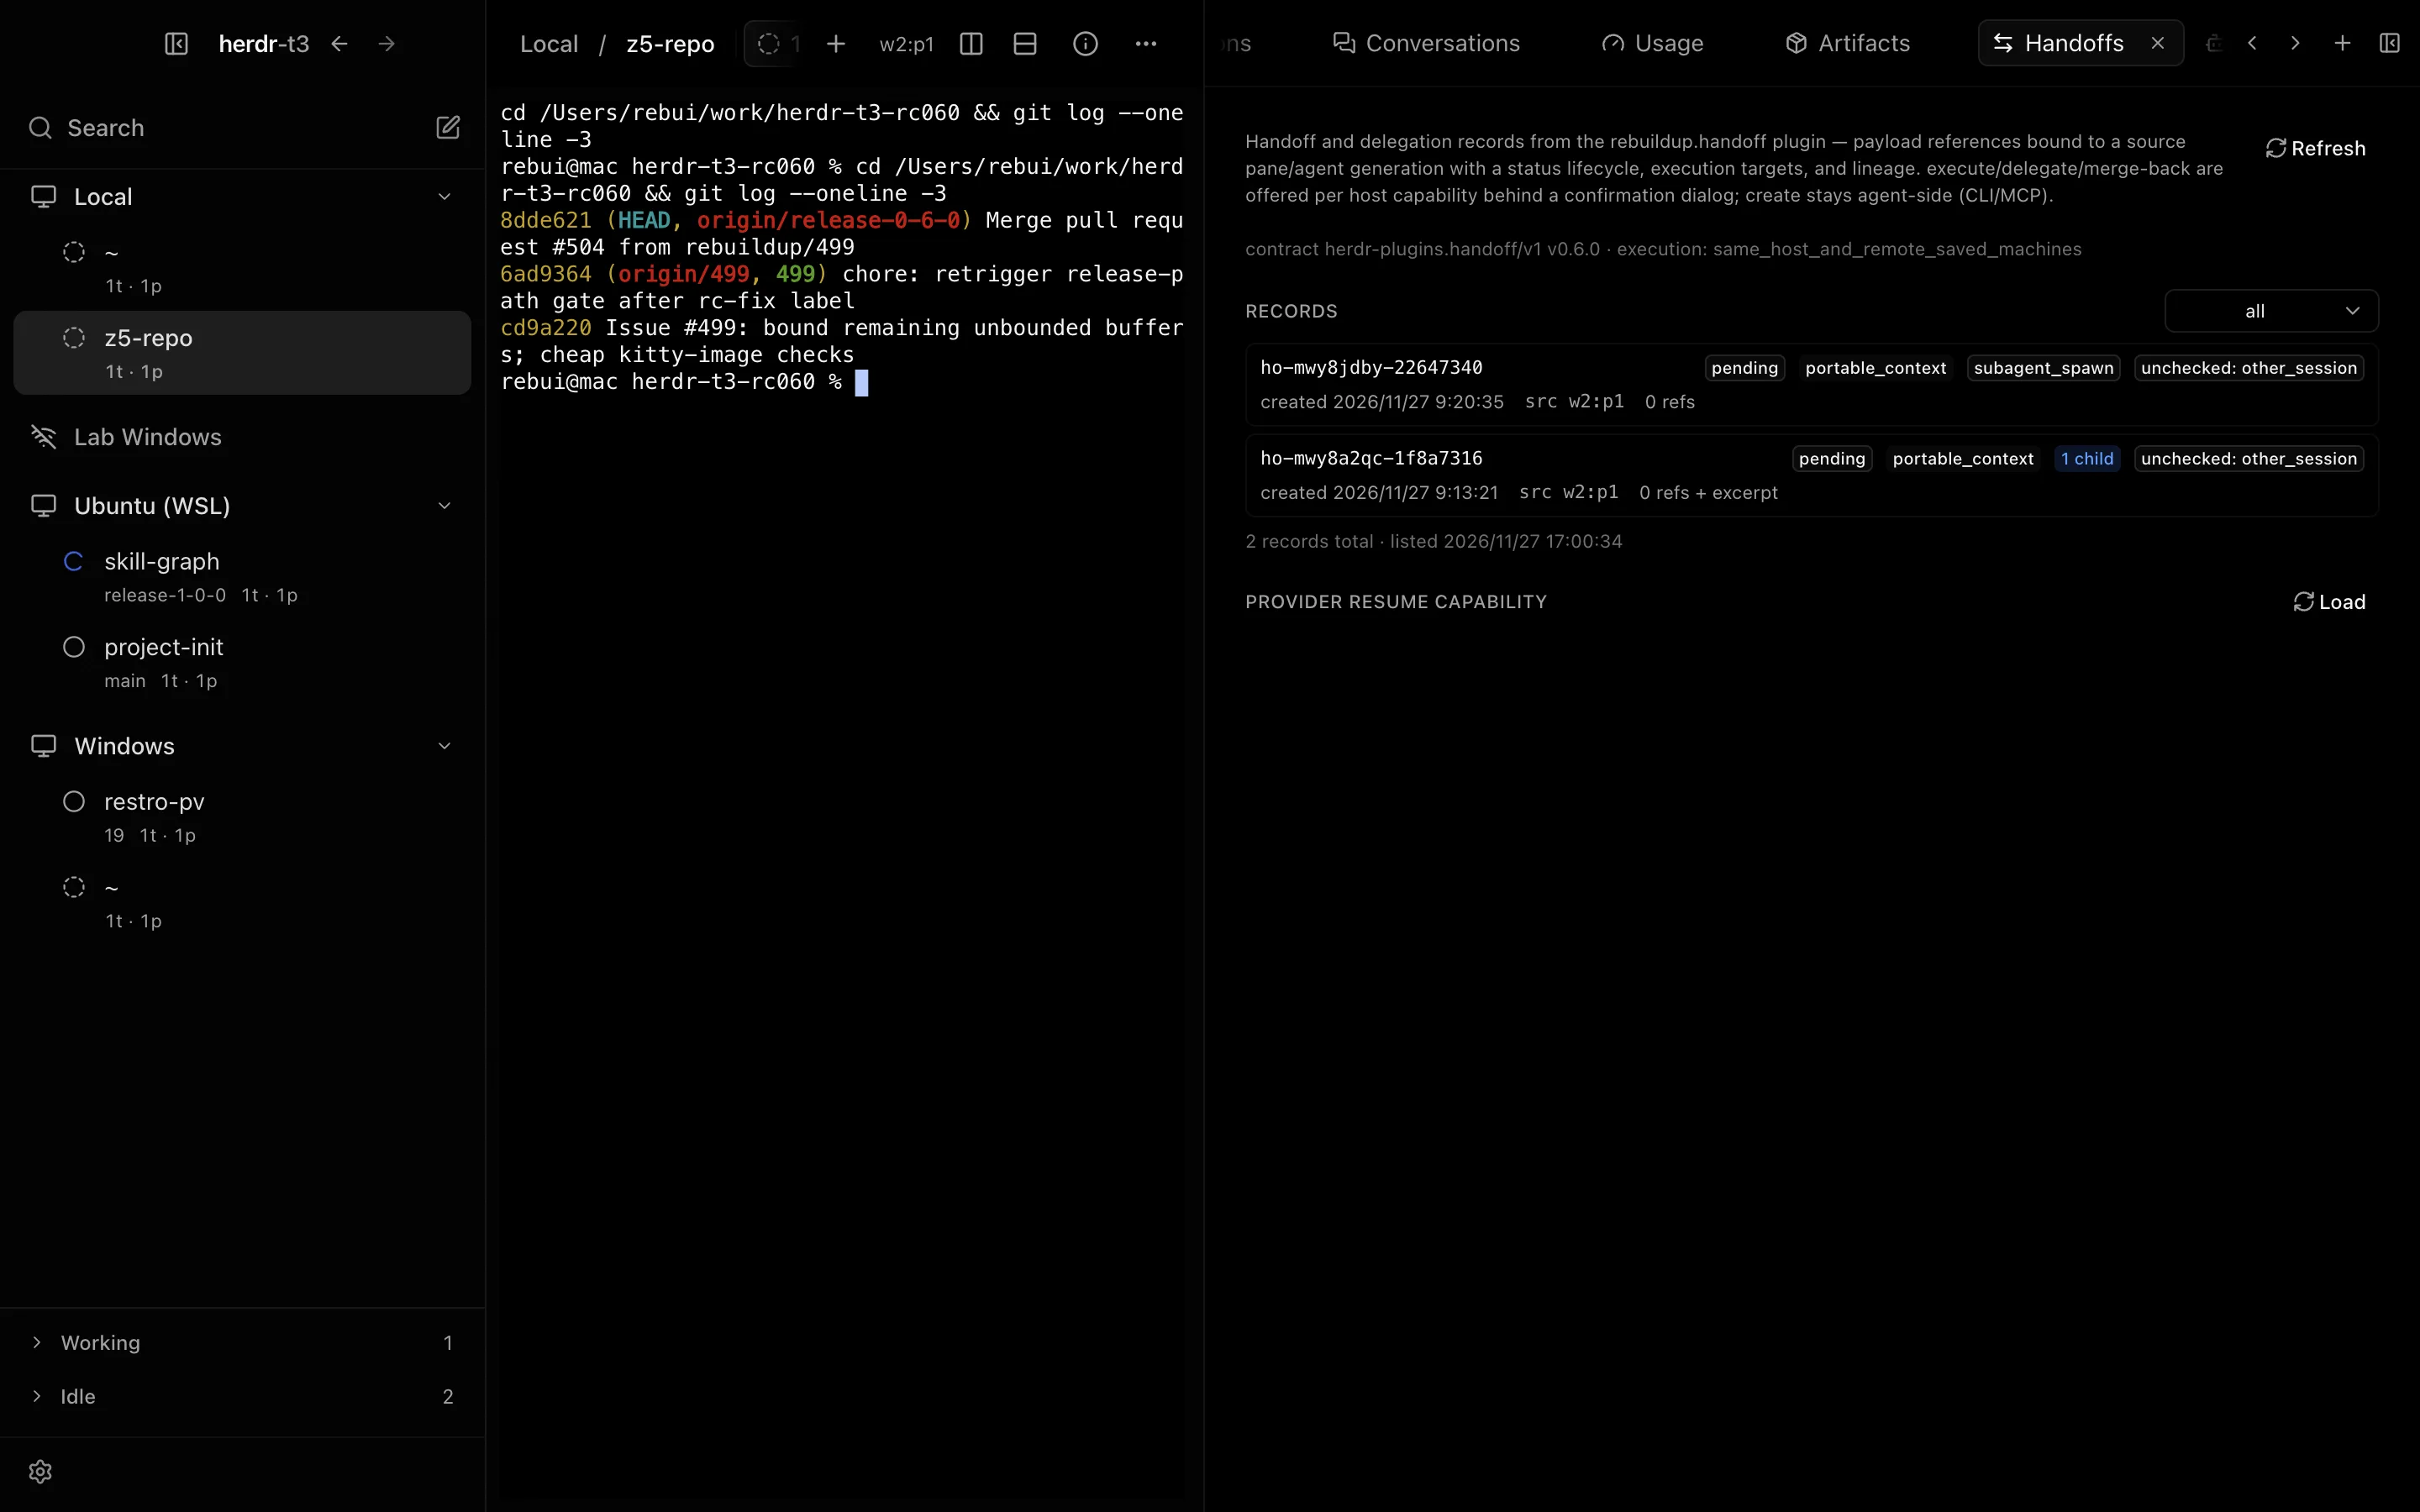 herdr-t3
Search
Local
~
1t · 1p
z5-repo
1t · 1p
Lab Windows
Ubuntu (WSL)
skill-graph
release-1-0-0 1t · 1p
project-init
main 1t · 1p
Windows
restro-pv
19 1t · 1p
~
1t · 1p
Working 1
Idle 2
Local / z5-repo 1 w2:p1
cd /Users/rebui/work/herdr-t3-rc060 && git log --one
line -3
rebui@mac herdr-t3-rc060 % cd /Users/rebui/work/herd
r-t3-rc060 && git log --oneline -3
8dde621 (HEAD, origin/release-0-6-0) Merge pull requ
est #504 from rebuildup/499
6ad9364 (origin/499, 499) chore: retrigger release-p
ath gate after rc-fix label
cd9a220 Issue #499: bound remaining unbounded buffer
s; cheap kitty-image checks
rebui@mac herdr-t3-rc060 %
ns Conversations Usage Artifacts Handoffs
Handoff and delegation records from the rebuildup.handoff plugin — payload references bound to a source
pane/agent generation with a status lifecycle, execution targets, and lineage. execute/delegate/merge-back are
offered per host capability behind a confirmation dialog; create stays agent-side (CLI/MCP).
Refresh
contract herdr-plugins.handoff/v1 v0.6.0 · execution: same_host_and_remote_saved_machines
RECORDS all
ho-mwy8jdby-22647340 pending portable_context subagent_spawn unchecked: other_session
created 2026/11/27 9:20:35 src w2:p1 0 refs
ho-mwy8a2qc-1f8a7316 pending portable_context 1 child unchecked: other_session
created 2026/11/27 9:13:21 src w2:p1 0 refs + excerpt
2 records total · listed 2026/11/27 17:00:34
PROVIDER RESUME CAPABILITY Load